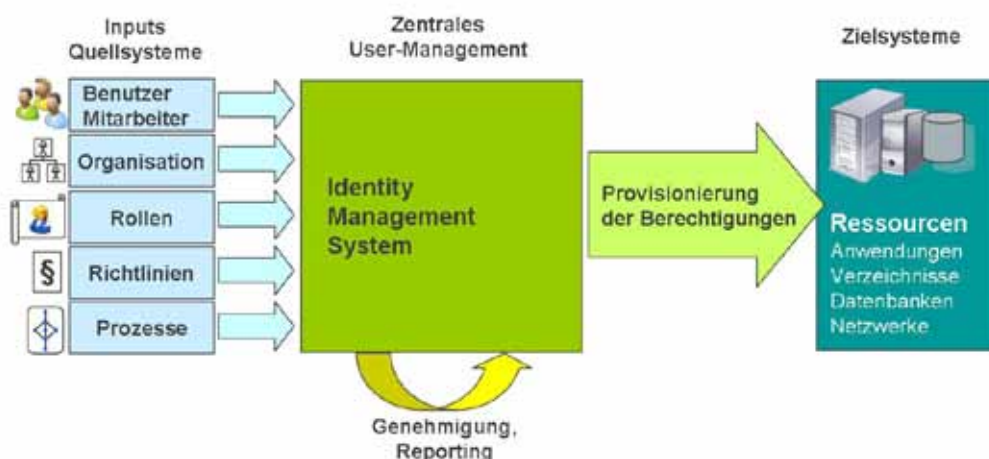 Inputs
Quellsysteme
Benutzer
Mitarbeiter
Organisation
Rollen
§
Richtlinien
Prozesse
Zentrales
User-Management
Identity
Management
System
Genehmigung,
Reporting
Provisionierung
der Berechtigungen
Zielsysteme
Ressourcen
Anwendungen
Verzeichnisse
Datenbanken
Netzwerke